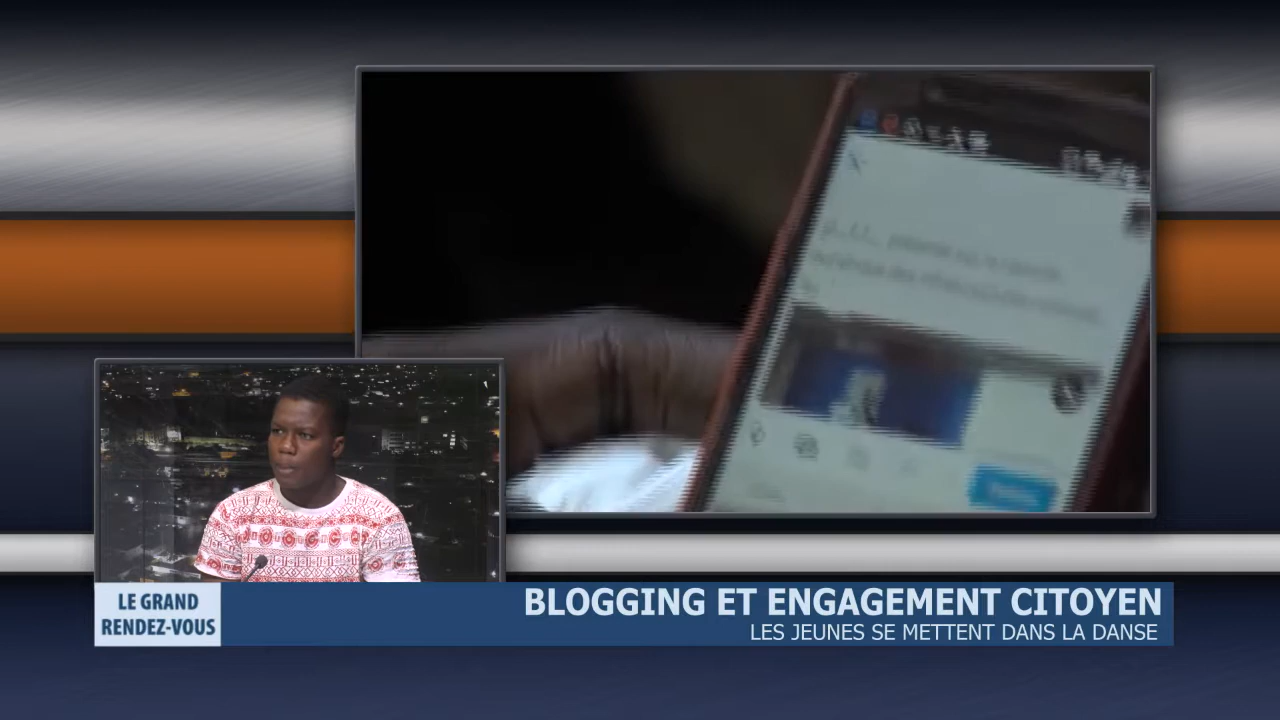 LE GRAND
RENDEZ-VOUS
BLOGGING ET ENGAGEMENT CITOYEN
LES JEUNES SE METTENT DANS LA DANSE